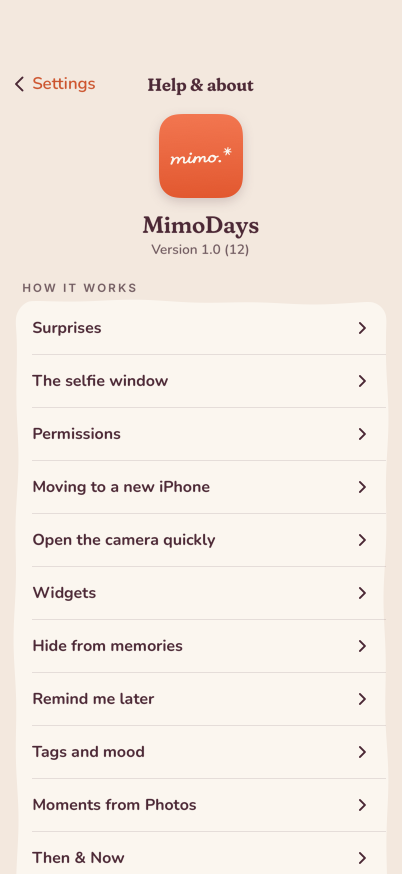 Settings
Help & about
mimo.*
MimoDays
Version 1.0 (12)
HOW IT WORKS
Surprises
The selfie window
Permissions
Moving to a new iPhone
Open the camera quickly
Widgets
Hide from memories
Remind me later
Tags and mood
Moments from Photos
Then & Now